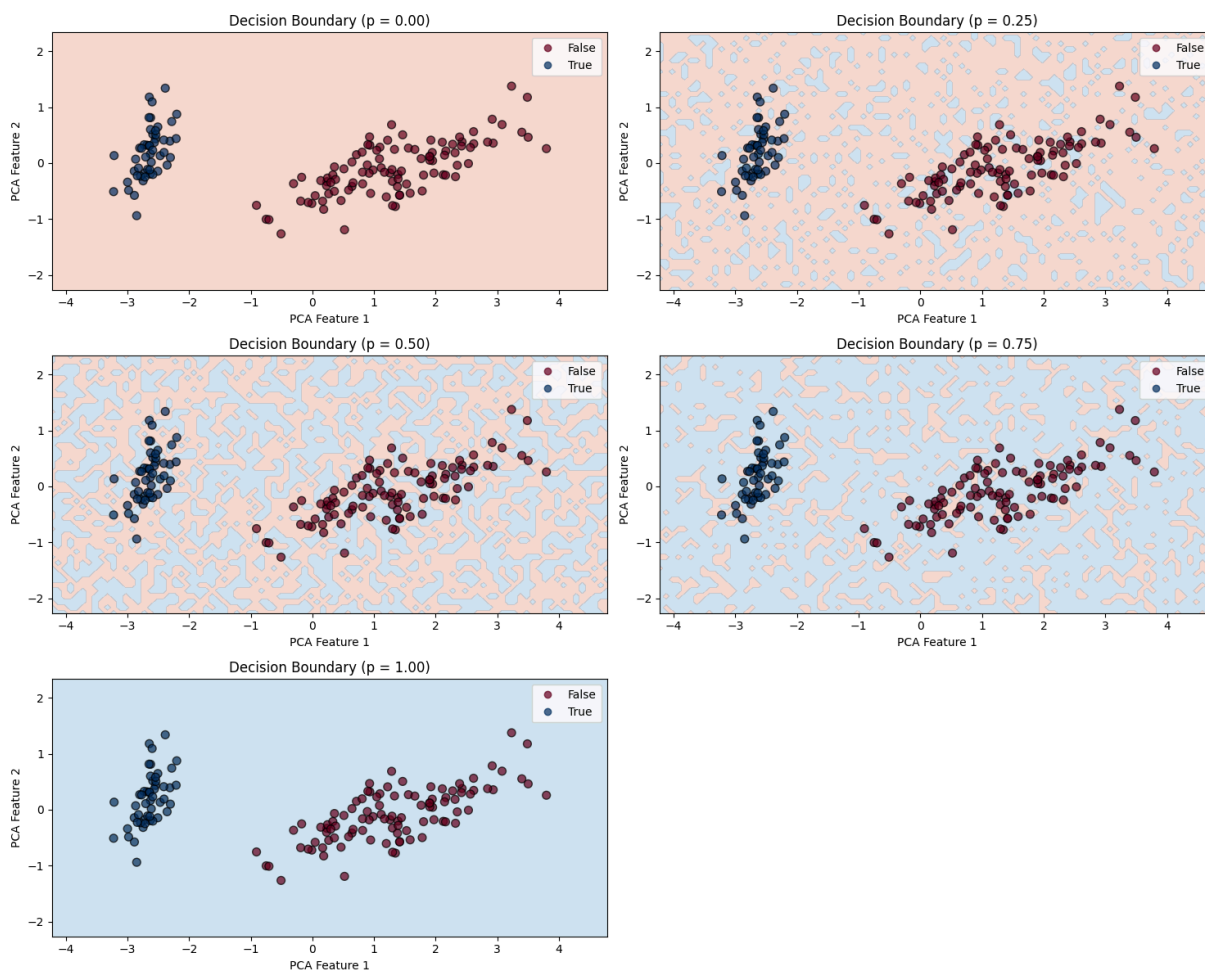 Decision Boundary (p = 0.00)
False
True
2
1
0
−1
−2
PCA Feature 2
−4 −3 −2 −1 0 1 2 3 4
PCA Feature 1
Decision Boundary (p = 0.25)
False
True
2
1
0
−1
−2
PCA Feature 2
−4 −3 −2 −1 0 1 2 3 4
PCA Feature 1
Decision Boundary (p = 0.50)
False
True
2
1
0
−1
−2
PCA Feature 2
−4 −3 −2 −1 0 1 2 3 4
PCA Feature 1
Decision Boundary (p = 0.75)
False
True
2
1
0
−1
−2
PCA Feature 2
−4 −3 −2 −1 0 1 2 3 4
PCA Feature 1
Decision Boundary (p = 1.00)
False
True
2
1
0
−1
−2
PCA Feature 2
−4 −3 −2 −1 0 1 2 3 4
PCA Feature 1